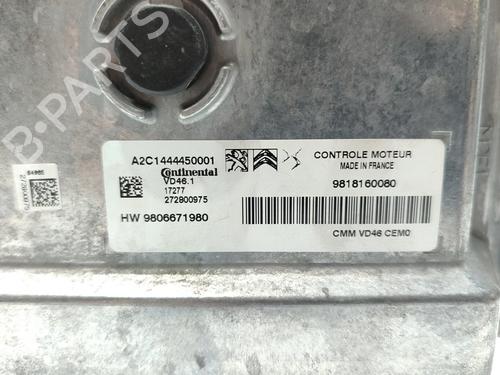 B-PARTS
A2C1444450001
Continental
VD46.1
17277
272800975
HW 9806671980
CONTROLE MOTEUR
MADE IN FRANCE
9818160080
CMM VD46 CEM0